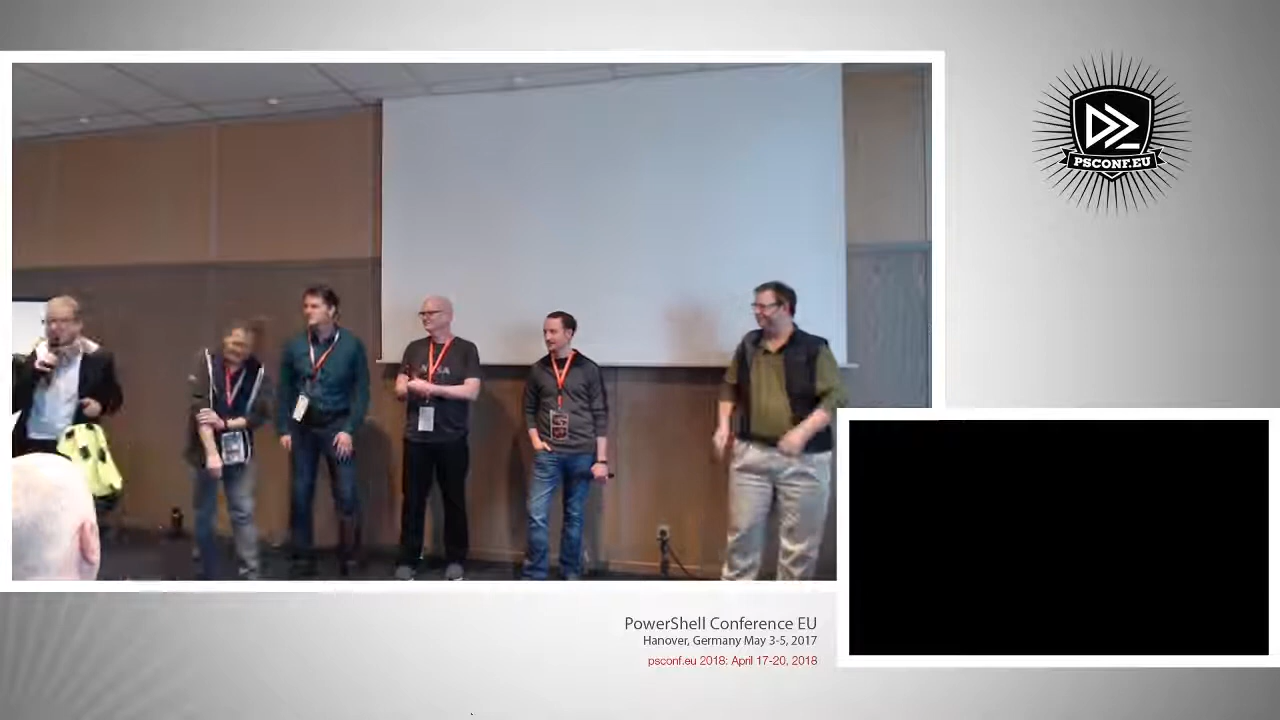 PSCONF.EU
PowerShell Conference EU
Hanover, Germany May 3-5, 2017
psconf.eu 2018: April 17-20, 2018